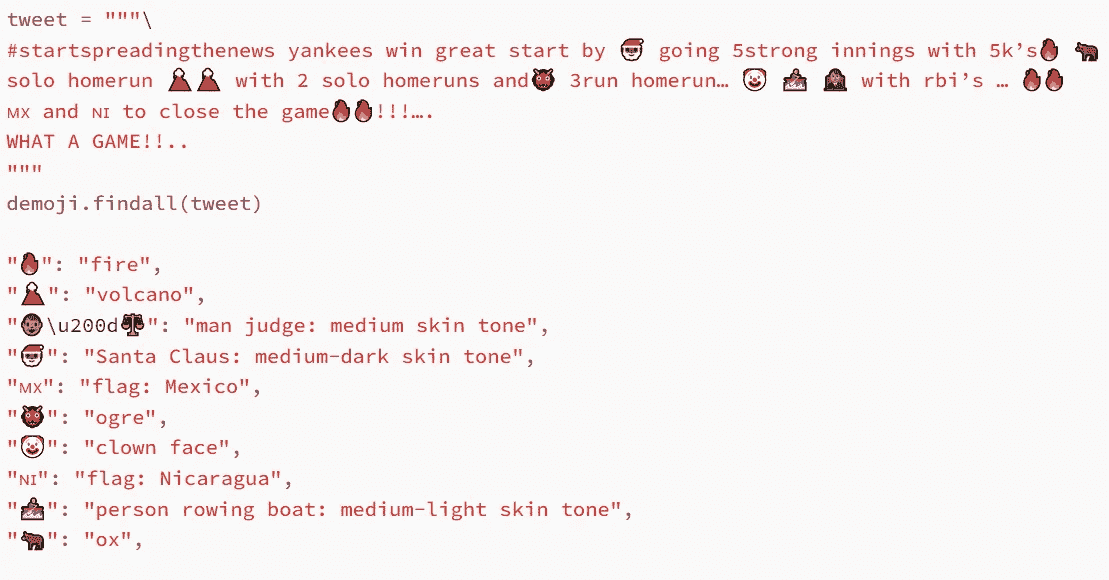 tweet = """\
#startspreadingthenews yankees win great start by 🎅🏾 going 5strong innings with 5k’s🔥 🐂
solo homerun 🌋🌋 with 2 solo homeruns and👹 3run homerun… 🤡 🚣🏼 👨🏽‍⚖️ with rbi’s … 🔥🔥
🇲🇽 and 🇳🇮 to close the game🔥🔥!!!….
WHAT A GAME!!..
"""
demoji.findall(tweet)
"🔥": "fire",
"🌋": "volcano",
"👨🏽\u200d⚖️": "man judge: medium skin tone",
"🎅🏾": "Santa Claus: medium-dark skin tone",
"🇲🇽": "flag: Mexico",
"👹": "ogre",
"🤡": "clown face",
"🇳🇮": "flag: Nicaragua",
"🚣🏼": "person rowing boat: medium-light skin tone",
"🐂": "ox",